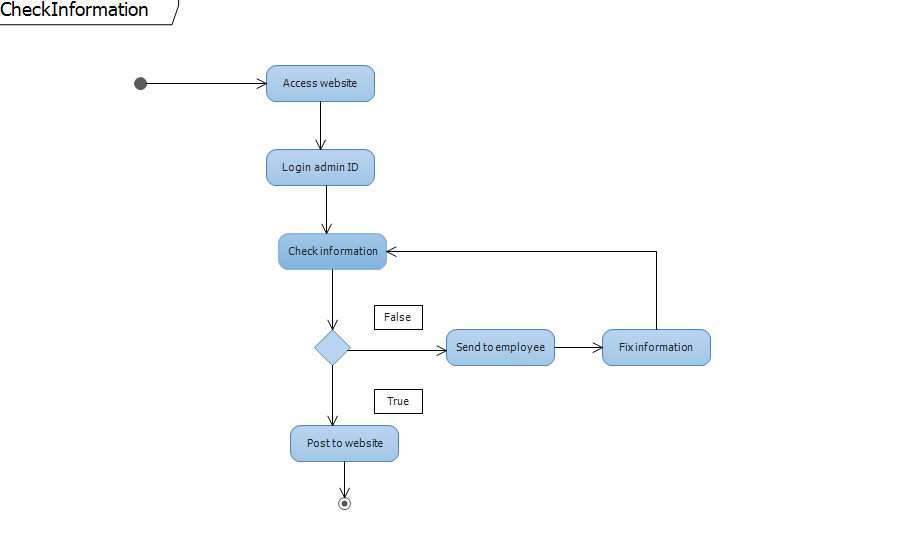 CheckInformation
Access website
Login admin ID
Check information
False
Send to employee
Fix information
True
Post to website